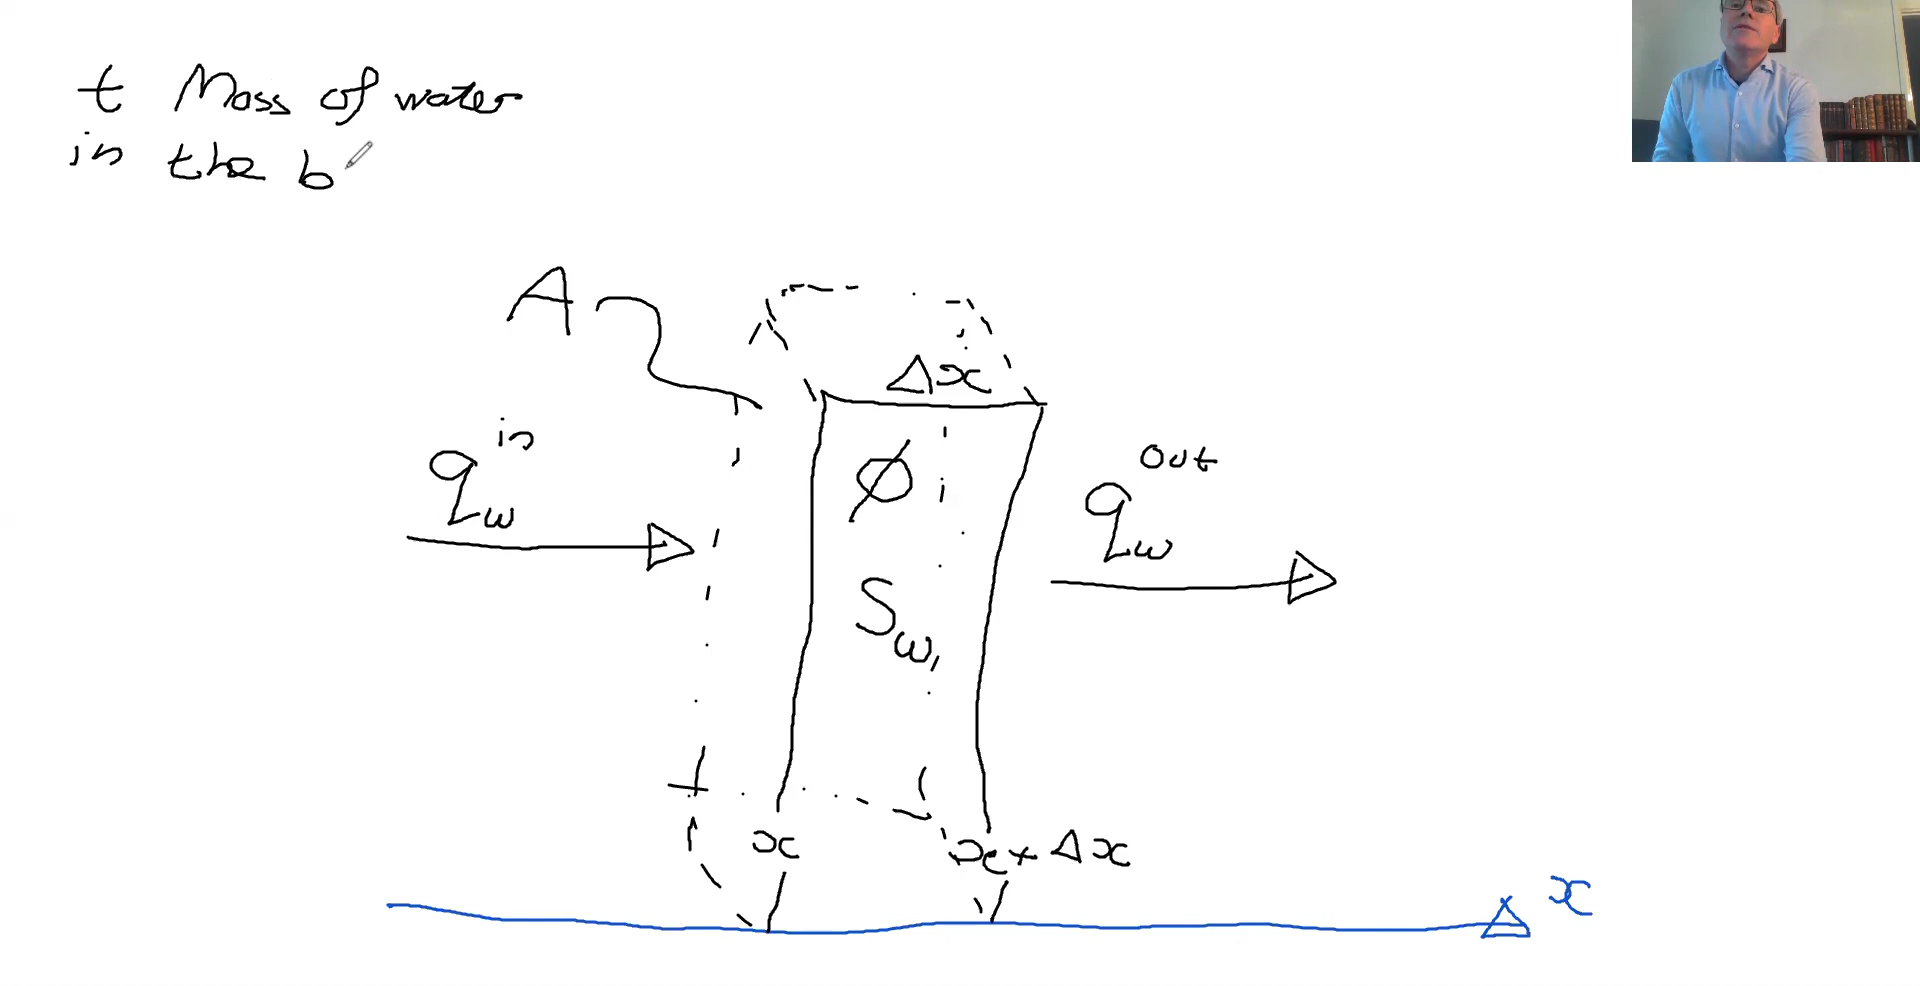 t Mass of water
in the b
A
Δx
q_w^in
ϕ
q_w^out
S_w
x
x + Δx
x